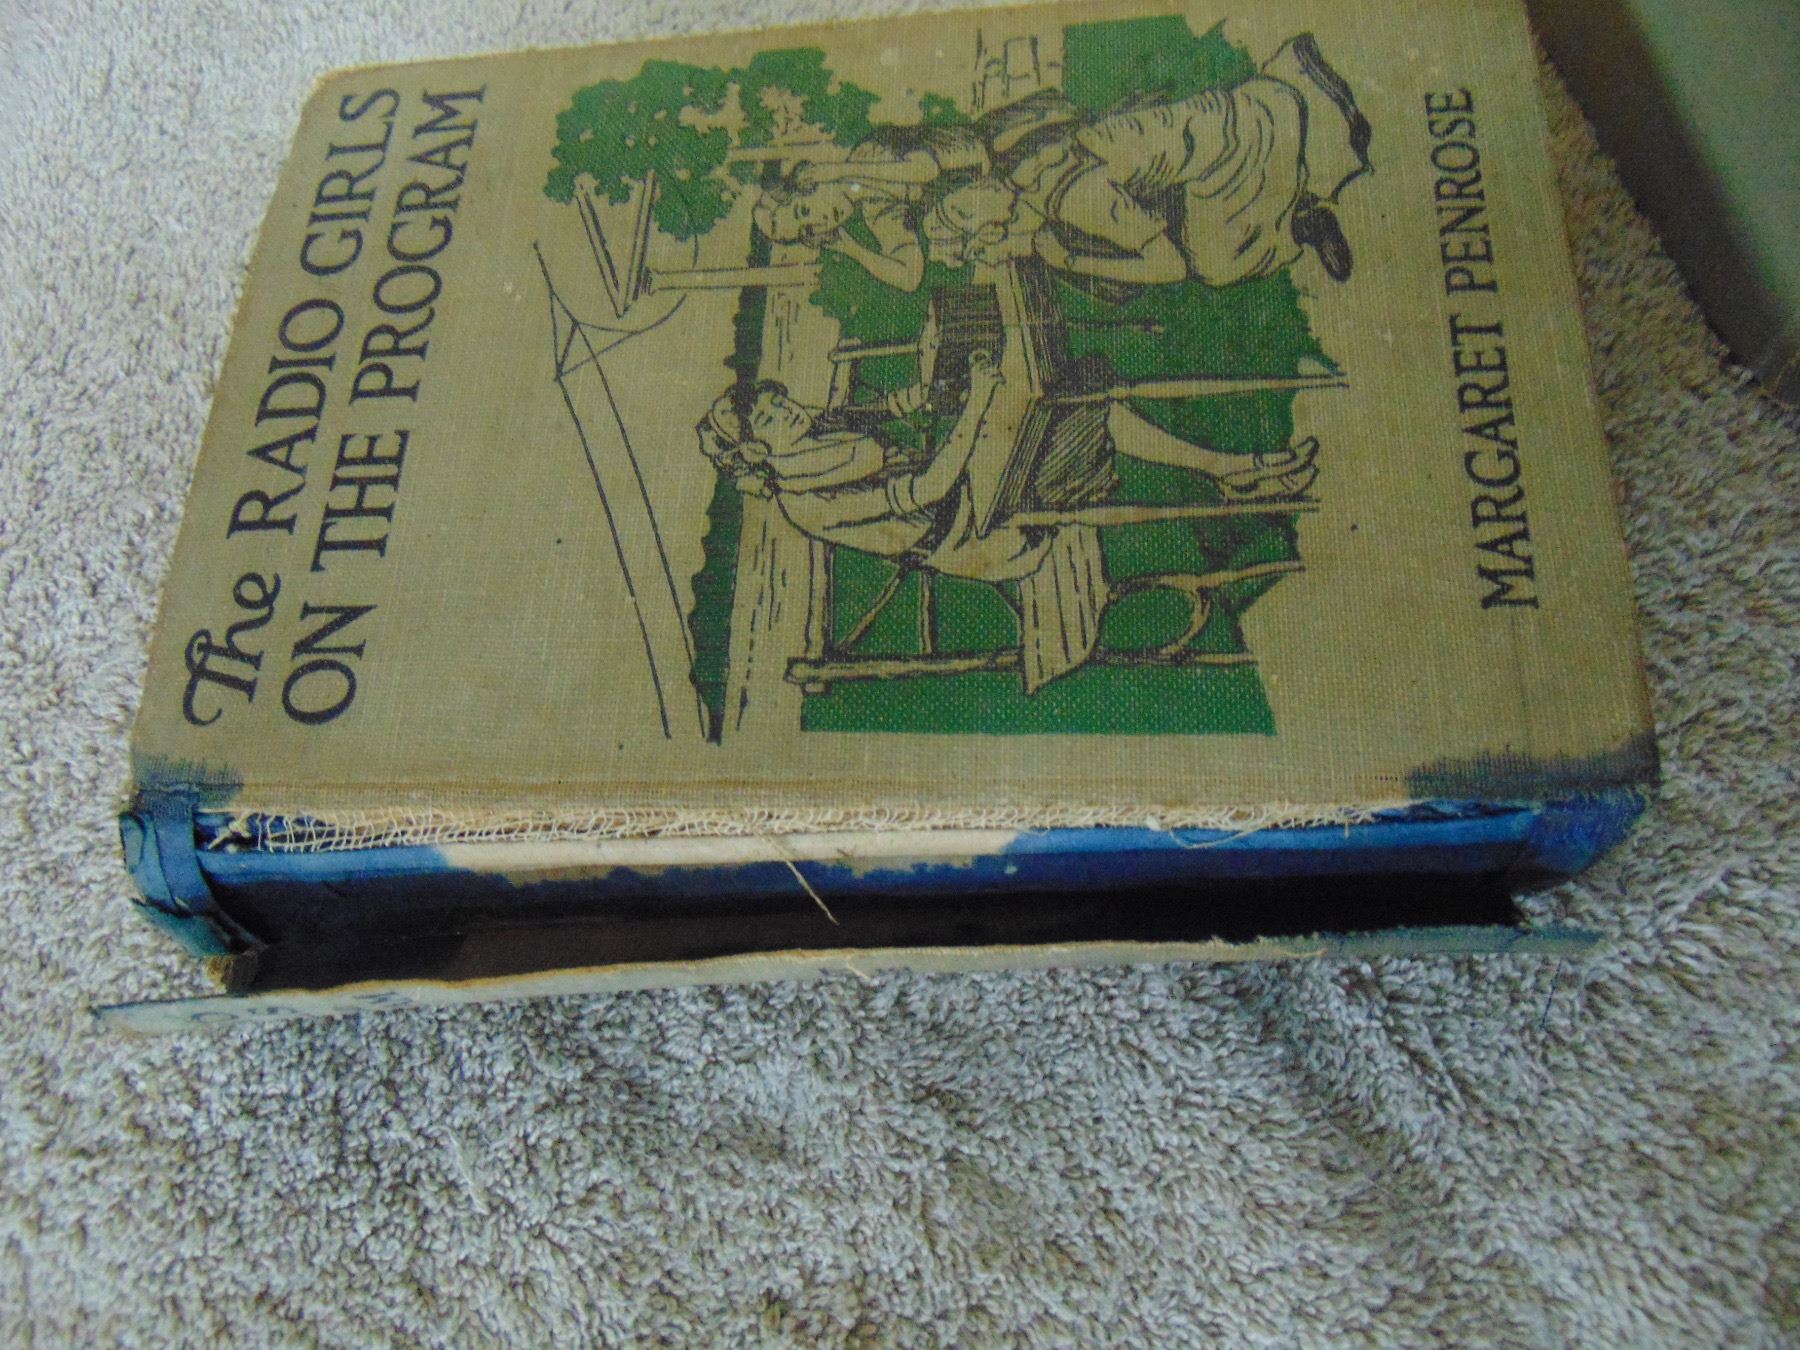 The RADIO GIRLS
ON THE PROGRAM
MARGARET PENROSE